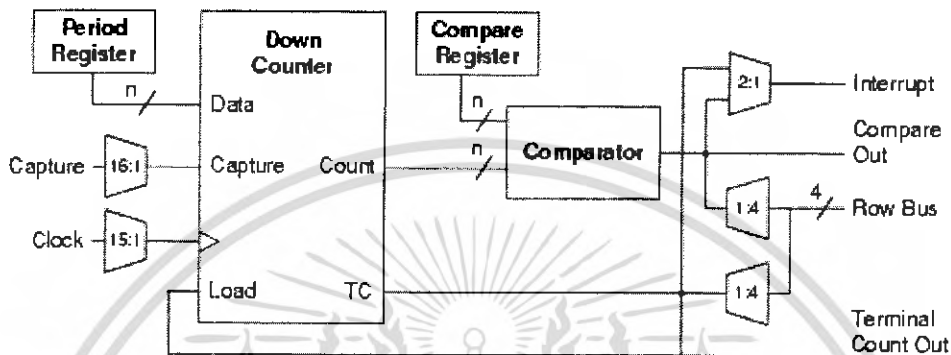 Period
Register
Down
Counter
Compare
Register
n
Data
n
2:1
Interrupt
Capture
16:1
Capture
Count
n
Comparator
Compare
Out
1:4
4
Row Bus
Clock
15:1
Load
TC
1:4
Terminal
Count Out